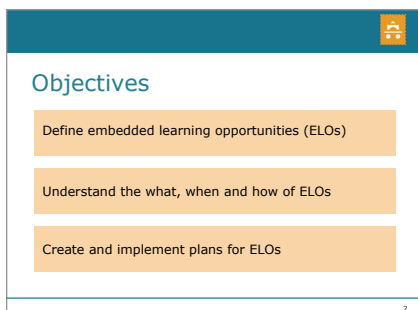 Objectives
Define embedded learning opportunities (ELOs)
Understand the what, when and how of ELOs
Create and implement plans for ELOs
2